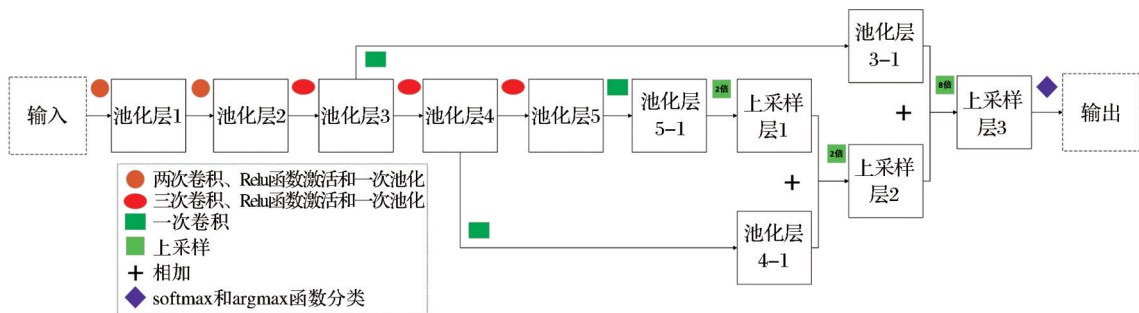 池化层
3-1
8倍
输入
池化层1
池化层2
池化层3
池化层4
池化层5
池化层
5-1
2倍
上采样
层1
上采样
层3
输出
+
2倍
上采样
层2
+
池化层
4-1
两次卷积、Relu函数激活和一次池化
三次卷积、Relu函数激活和一次池化
一次卷积
上采样
+ 相加
softmax和argmax函数分类